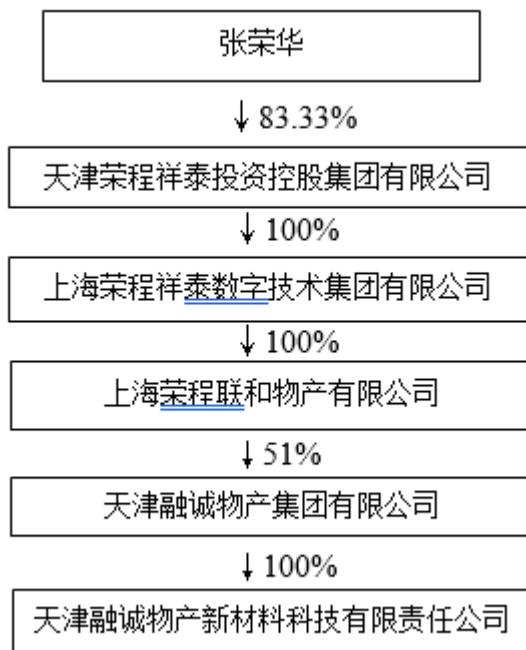 张荣华
↓ 83.33%
天津荣程祥泰投资控股集团有限公司
↓ 100%
上海荣程祥泰数字技术集团有限公司
↓ 100%
上海荣程联和物产有限公司
↓ 51%
天津融诚物产集团有限公司
↓ 100%
天津融诚物产新材料科技有限责任公司